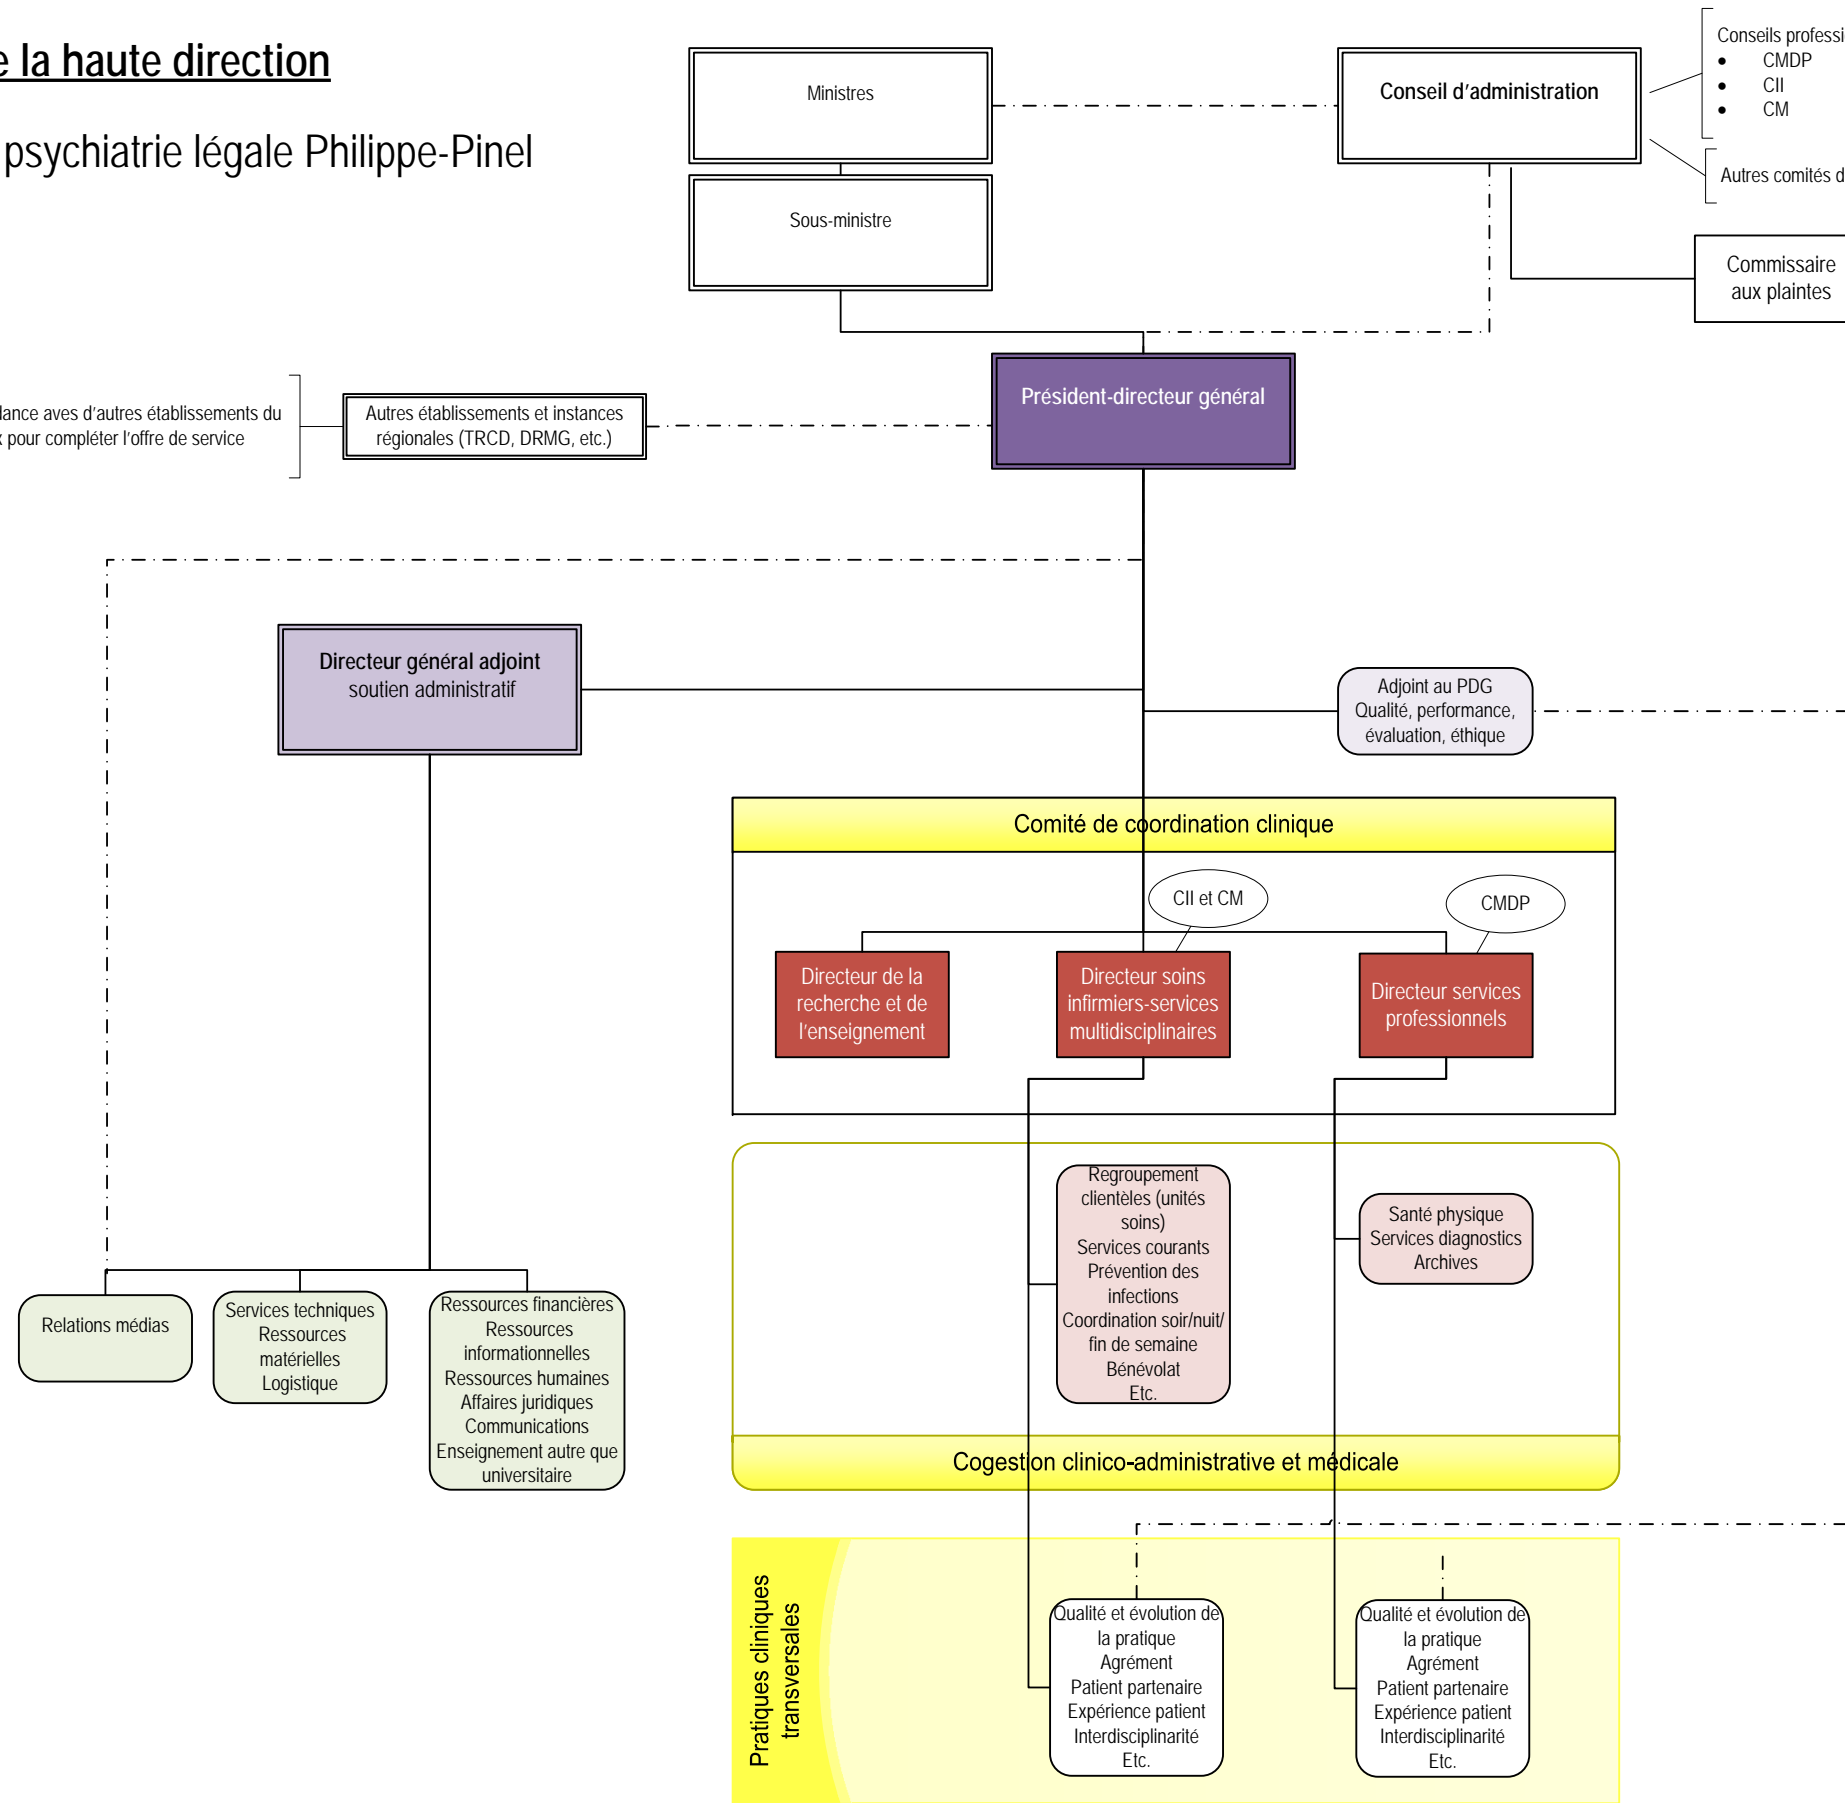 e la haute direction
psychiatrie légale Philippe-Pinel
Ministres
Conseil d'administration
Conseils professi
• CMDP
• CII
• CM
Autres comités d
Sous-ministre
Commissaire
aux plaintes
Président-directeur général
dance aves d'autres établissements du
x pour compléter l'offre de service
Autres établissements et instances
régionales (TRCD, DRMG, etc.)
Directeur général adjoint
soutien administratif
Adjoint au PDG
Qualité, performance,
évaluation, éthique
Comité de coordination clinique
CII et CM
CMDP
Directeur de la
recherche et de
l'enseignement
Directeur soins
infirmiers-services
multidisciplinaires
Directeur services
professionnels
Regroupement
clientèles (unités
soins)
Services courants
Prévention des
infections
Coordination soir/nuit/
fin de semaine
Bénévolat
Etc.
Santé physique
Services diagnostics
Archives
Relations médias
Services techniques
Ressources
matérielles
Logistique
Ressources financières
Ressources
informationnelles
Ressources humaines
Affaires juridiques
Communications
Enseignement autre que
universitaire
Cogestion clinico-administrative et médicale
Pratiques cliniques
transversales
Qualité et évolution de
la pratique
Agrément
Patient partenaire
Expérience patient
Interdisciplinarité
Etc.
Qualité et évolution de
la pratique
Agrément
Patient partenaire
Expérience patient
Interdisciplinarité
Etc.